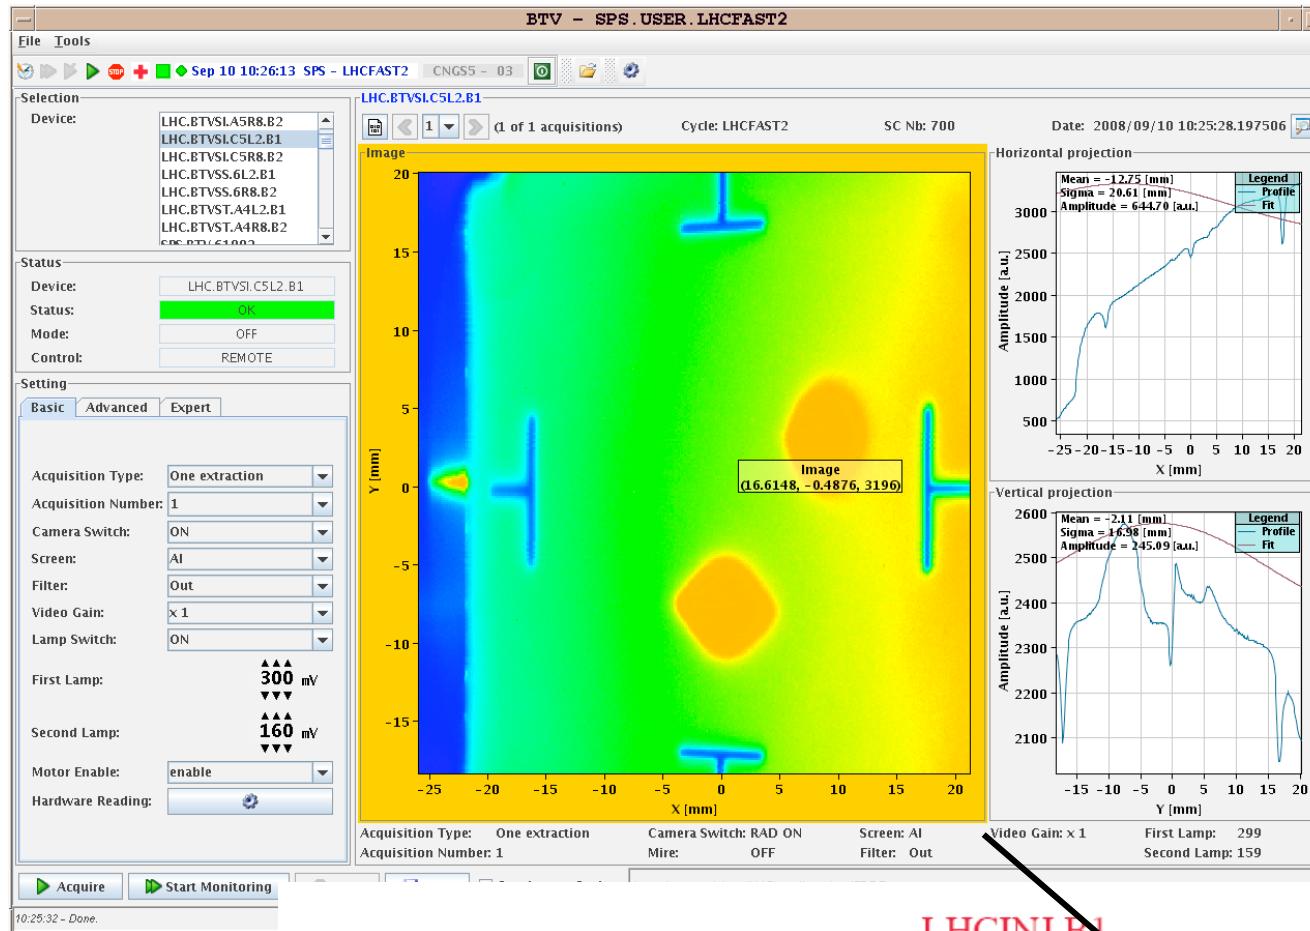 BTV - SPS.USER.LHCFAST2
File Tools
STOP Sep 10 10:26:13 SPS - LHCFAST2 CNGS5 - 03
Selection
Device:
LHC.BTVSI.A5R8.B2
LHC.BTVSI.C5L2.B1
LHC.BTVSI.C5R8.B2
LHC.BTVSS.6L2.B1
LHC.BTVSS.6R8.B2
LHC.BTVST.A4L2.B1
LHC.BTVST.A4R8.B2
Status
Device: LHC.BTVSI.C5L2.B1
Status: OK
Mode: OFF
Control: REMOTE
Setting
Basic Advanced Expert
Acquisition Type: One extraction
Acquisition Number: 1
Camera Switch: ON
Screen: Al
Filter: Out
Video Gain: x 1
Lamp Switch: ON
First Lamp: 300 mV
Second Lamp: 160 mV
Motor Enable: enable
Hardware Reading:
Acquire Start Monitoring
10:25:32 - Done.
LHC.BTVSI.C5L2.B1
1 (1 of 1 acquisitions) Cycle: LHCFAST2 SC Nb: 700 Date: 2008/09/10 10:25:28.197506
Image
20
15
10
5
0
-5
-10
-15
Y [mm]
-25 -20 -15 -10 -5 0 5 10 15 20
X [mm]
Image
(16.6148, -0.4876, 3196)
Horizontal projection
Mean = -12.75 [mm]
Sigma = 20.61 [mm]
Amplitude = 644.70 [a.u.]
Legend
Profile
Fit
3000
2500
2000
1500
1000
500
Amplitude [a.u.]
-25 -20 -15 -10 -5 0 5 10 15 20
X [mm]
Vertical projection
Mean = -2.11 [mm]
Sigma = 16.98 [mm]
Amplitude = 245.09 [a.u.]
Legend
Profile
Fit
2600
2500
2400
2300
2200
2100
Amplitude [a.u.]
-15 -10 -5 0 5 10 15 20
Y [mm]
Acquisition Type: One extraction Camera Switch: RAD ON Screen: Al Video Gain: x 1 First Lamp: 299
Acquisition Number: 1 Mire: OFF Filter: Out Second Lamp: 159
LHCINJ.B1